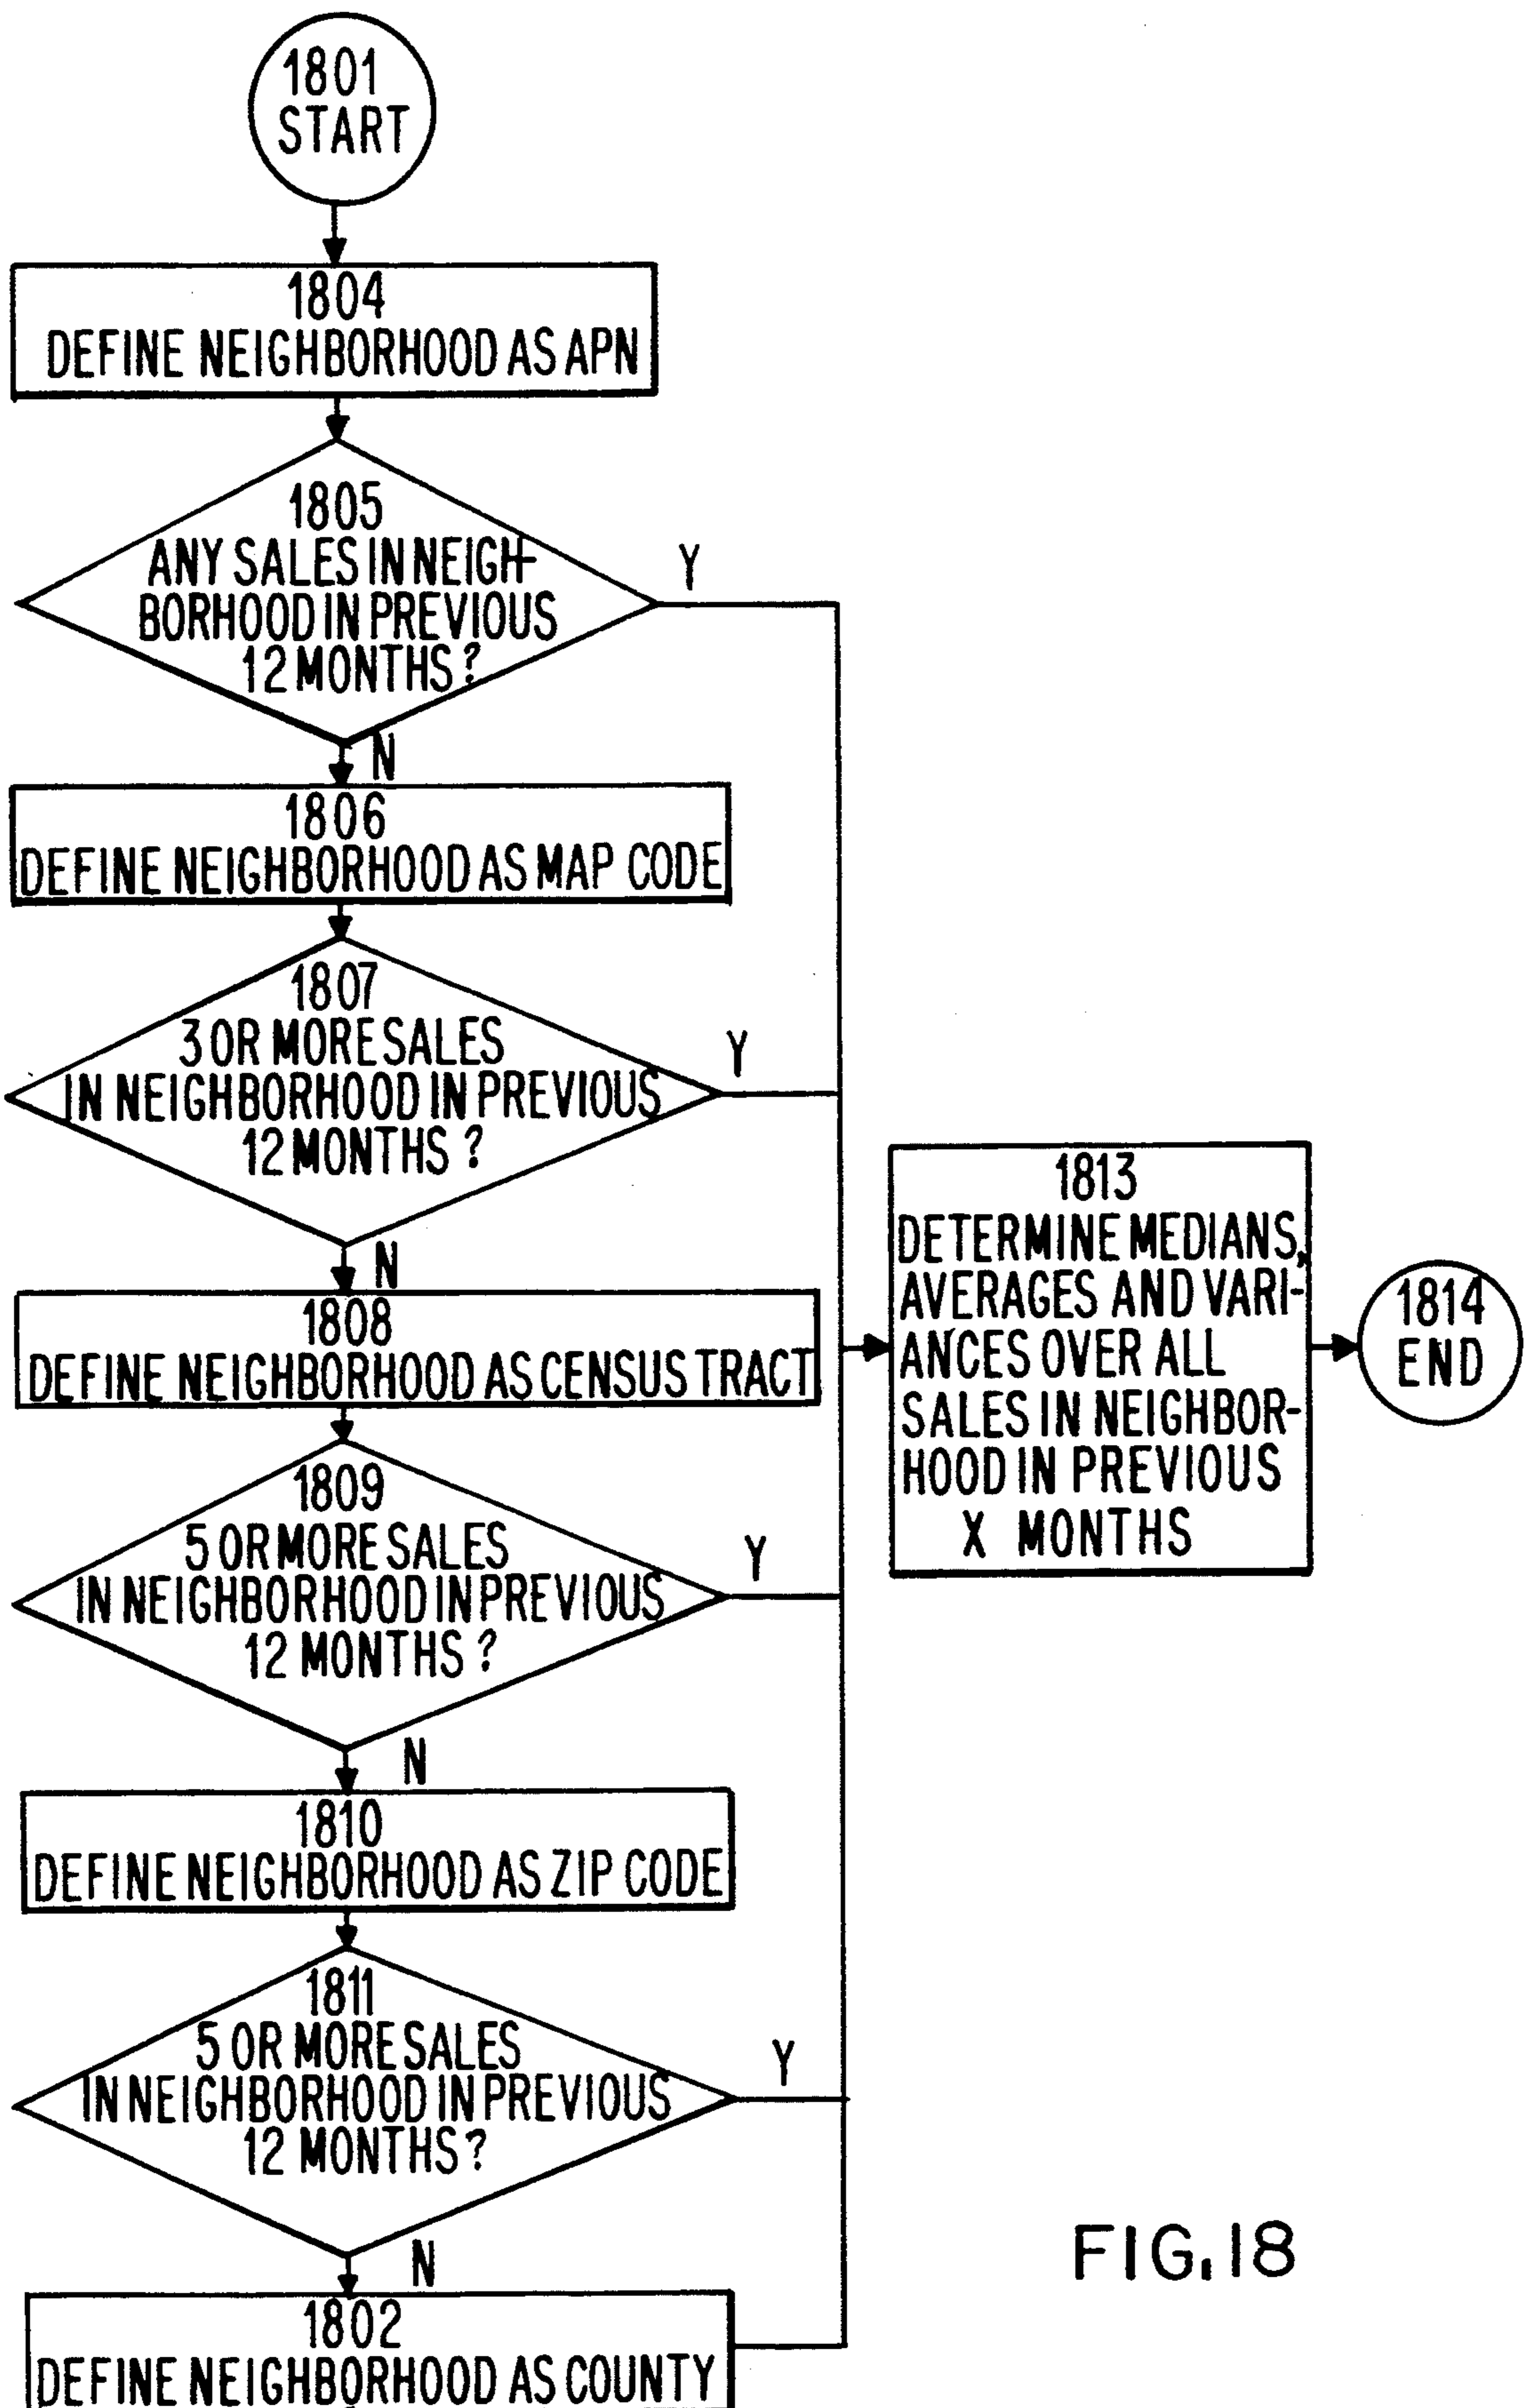 1801
START
1804
DEFINE NEIGHBORHOOD AS APN
1805
ANY SALES IN NEIGH-
BORHOOD IN PREVIOUS
12 MONTHS?
Y
N
1806
DEFINE NEIGHBORHOOD AS MAP CODE
1807
3 OR MORE SALES
IN NEIGHBORHOOD IN PREVIOUS
12 MONTHS?
Y
N
1808
DEFINE NEIGHBORHOOD AS CENSUS TRACT
1809
5 OR MORE SALES
IN NEIGHBORHOOD IN PREVIOUS
12 MONTHS?
Y
N
1810
DEFINE NEIGHBORHOOD AS ZIP CODE
1811
5 OR MORE SALES
IN NEIGHBORHOOD IN PREVIOUS
12 MONTHS?
Y
N
1802
DEFINE NEIGHBORHOOD AS COUNTY
1813
DETERMINE MEDIANS,
AVERAGES AND VARI-
ANCES OVER ALL
SALES IN NEIGHBOR-
HOOD IN PREVIOUS
X MONTHS
1814
END
FIG.18